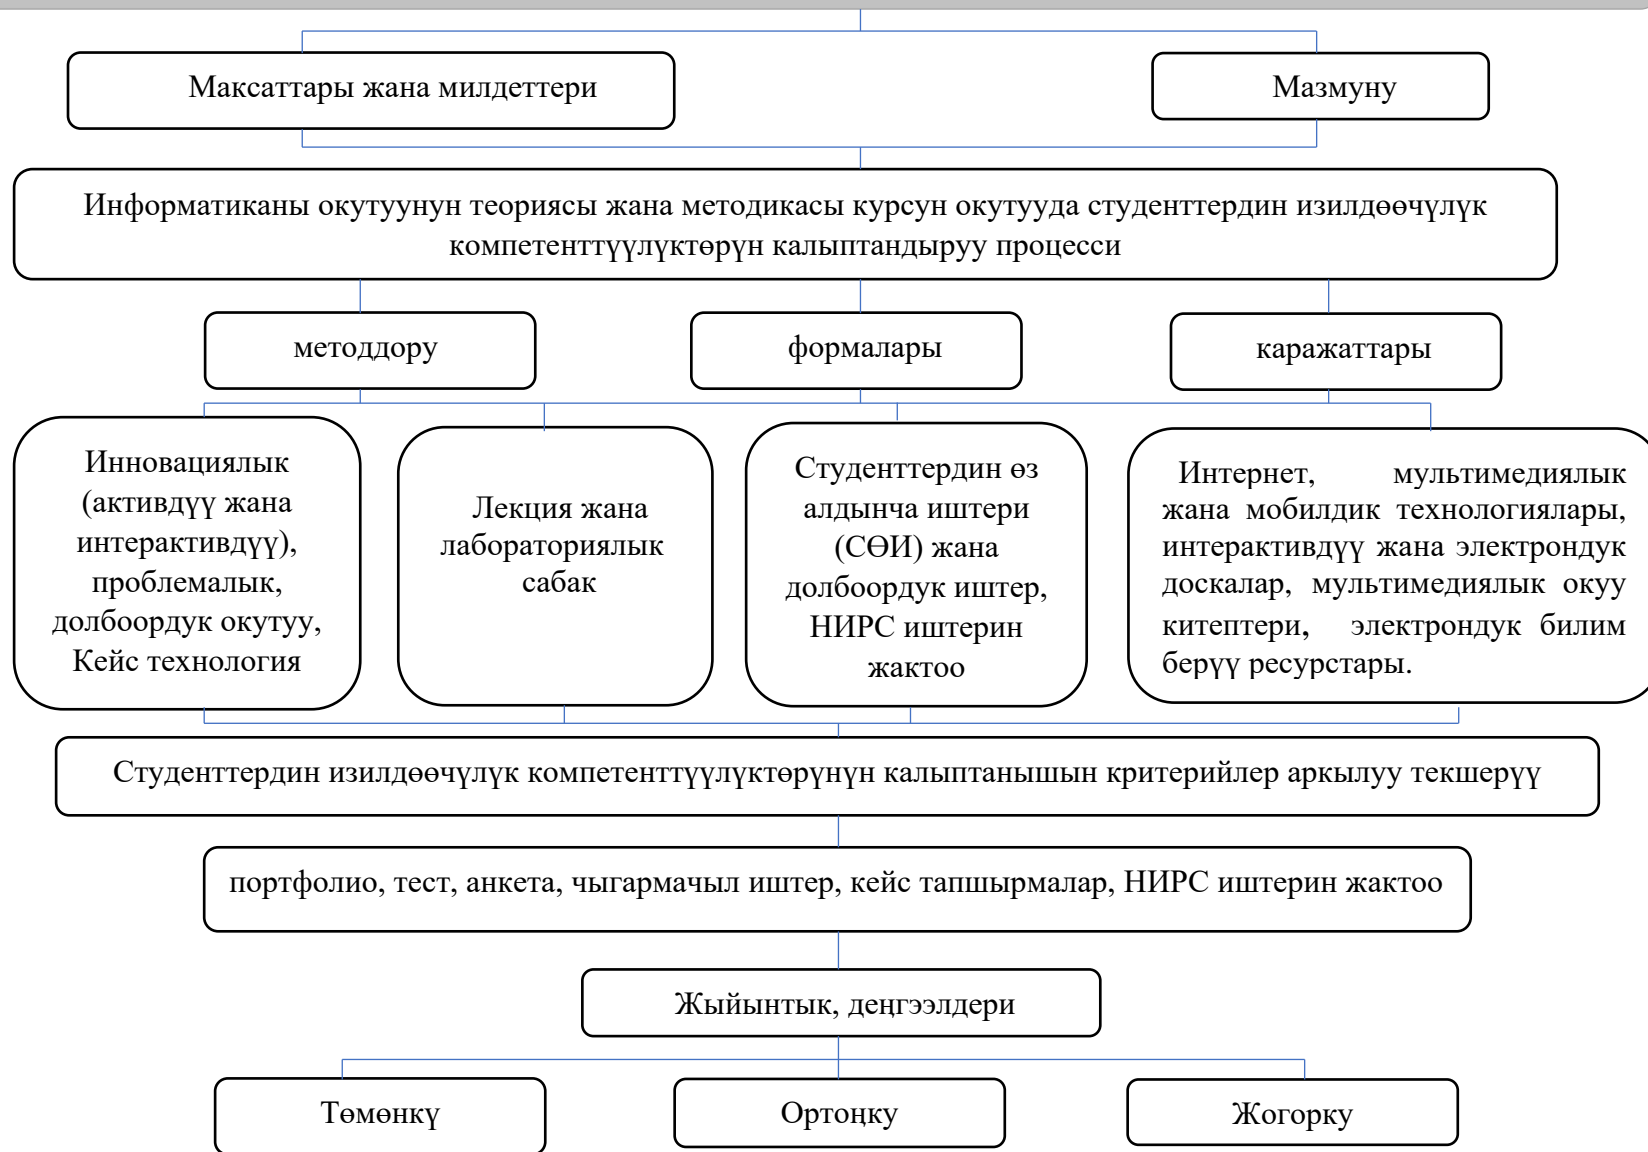 Максаттары жана милдеттери
Мазмуну
Информатиканы окутуунун теориясы жана методикасы курсун окутууда студенттердин изилдөөчүлүк
компетенттүүлүктөрүн калыптандыруу процесси
методдору
формалары
каражаттары
Инновациялык
(активдүү жана
интерактивдүү),
проблемалык,
долбоордук окутуу,
Кейс технология
Лекция жана
лабораториялык
сабак
Студенттердин өз
алдынча иштери
(СӨИ) жана
долбоордук иштер,
НИРС иштерин
жактоо
Интернет, мультимедиялык
жана мобилдик технологиялары,
интерактивдүү жана электрондук
доскалар, мультимедиялык окуу
китептери, электрондук билим
берүү ресурстары.
Студенттердин изилдөөчүлүк компетенттүүлүктөрүнүн калыптанышын критерийлер аркылуу текшерүү
портфолио, тест, анкета, чыгармачыл иштер, кейс тапшырмалар, НИРС иштерин жактоо
Жыйынтык, деңгээлдери
Төмөнкү
Ортоңку
Жогорку